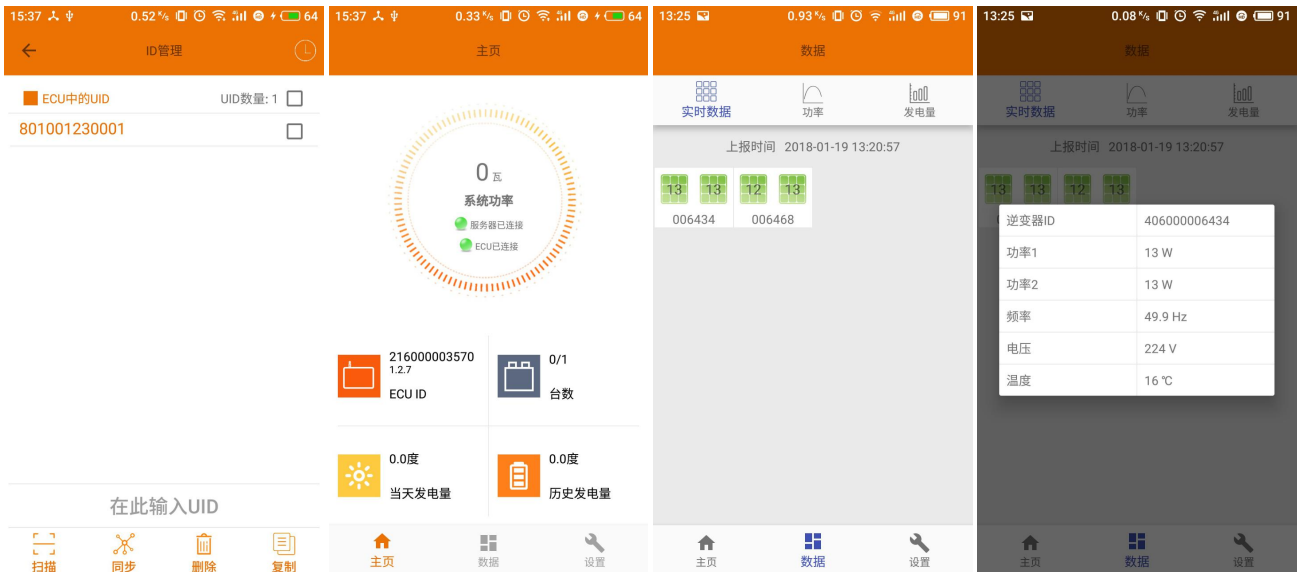 15:37 0.52 K/s 64
ID管理
ECU中的UID UID数量: 1
801001230001
在此输入UID
扫描 同步 删除 复制
15:37 0.33 K/s 64
主页
0 瓦
系统功率
服务器已连接
ECU已连接
216000003570
1.2.7
ECU ID
0/1
台数
0.0度
当天发电量
0.0度
历史发电量
主页 数据 设置
13:25 0.93 K/s 91
数据
实时数据 功率 发电量
上报时间 2018-01-19 13:20:57
13 13 12 13
006434 006468
主页 数据 设置
13:25 0.08 K/s 91
数据
实时数据 功率 发电量
上报时间 2018-01-19 13:20:57
13 13 12 13
逆变器ID 406000006434
功率1 13 W
功率2 13 W
频率 49.9 Hz
电压 224 V
温度 16 ℃
主页 数据 设置